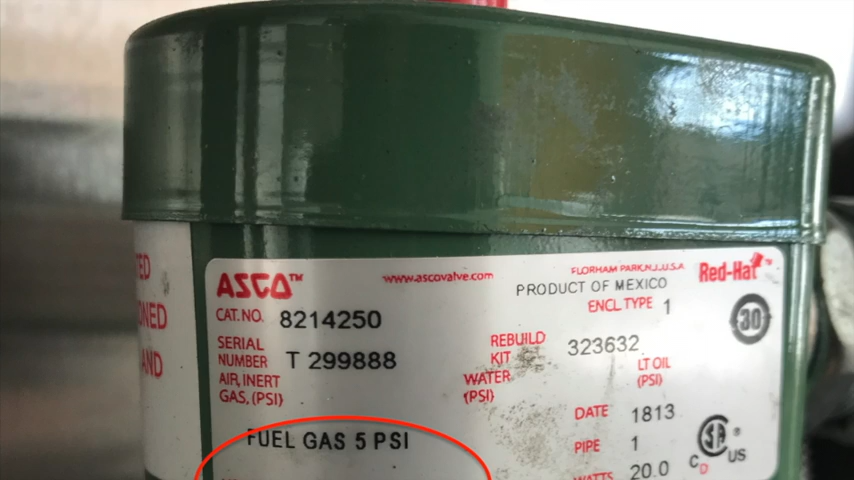 TED
ONED
AND
ASCO™ www.ascovalve.com FLORHAM PARK,N.J.,U.S.A. Red-Hat
PRODUCT OF MEXICO
CAT. NO. 8214250 ENCL TYPE 1
30
SERIAL
NUMBER T 299888
REBUILD
KIT 323632
AIR, INERT
GAS, (PSI)
WATER
(PSI)
LT OIL
(PSI)
FUEL GAS 5 PSI
DATE 1813
PIPE 1
WATTS 20.0
SA ®
C D US